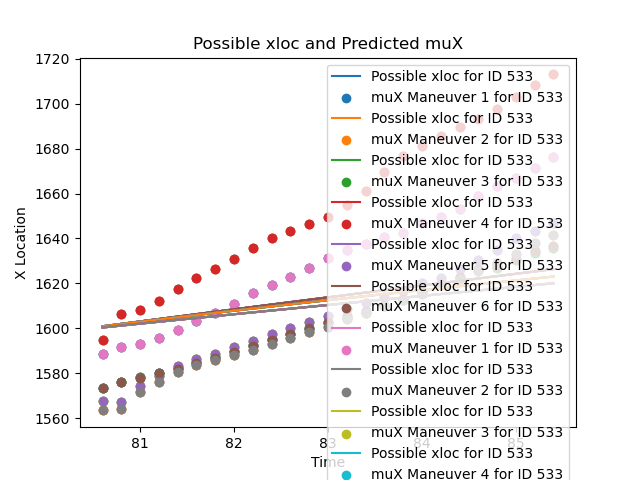 Possible xloc and Predicted muX
1720
1700
1680
1660
1640
1620
1600
1580
1560
X Location
81
82
83
84
85
Time
Possible xloc for ID 533
muX Maneuver 1 for ID 533
Possible xloc for ID 533
muX Maneuver 2 for ID 533
Possible xloc for ID 533
muX Maneuver 3 for ID 533
Possible xloc for ID 533
muX Maneuver 4 for ID 533
Possible xloc for ID 533
muX Maneuver 5 for ID 533
Possible xloc for ID 533
muX Maneuver 6 for ID 533
Possible xloc for ID 533
muX Maneuver 1 for ID 533
Possible xloc for ID 533
muX Maneuver 2 for ID 533
Possible xloc for ID 533
muX Maneuver 3 for ID 533
Possible xloc for ID 533
muX Maneuver 4 for ID 533